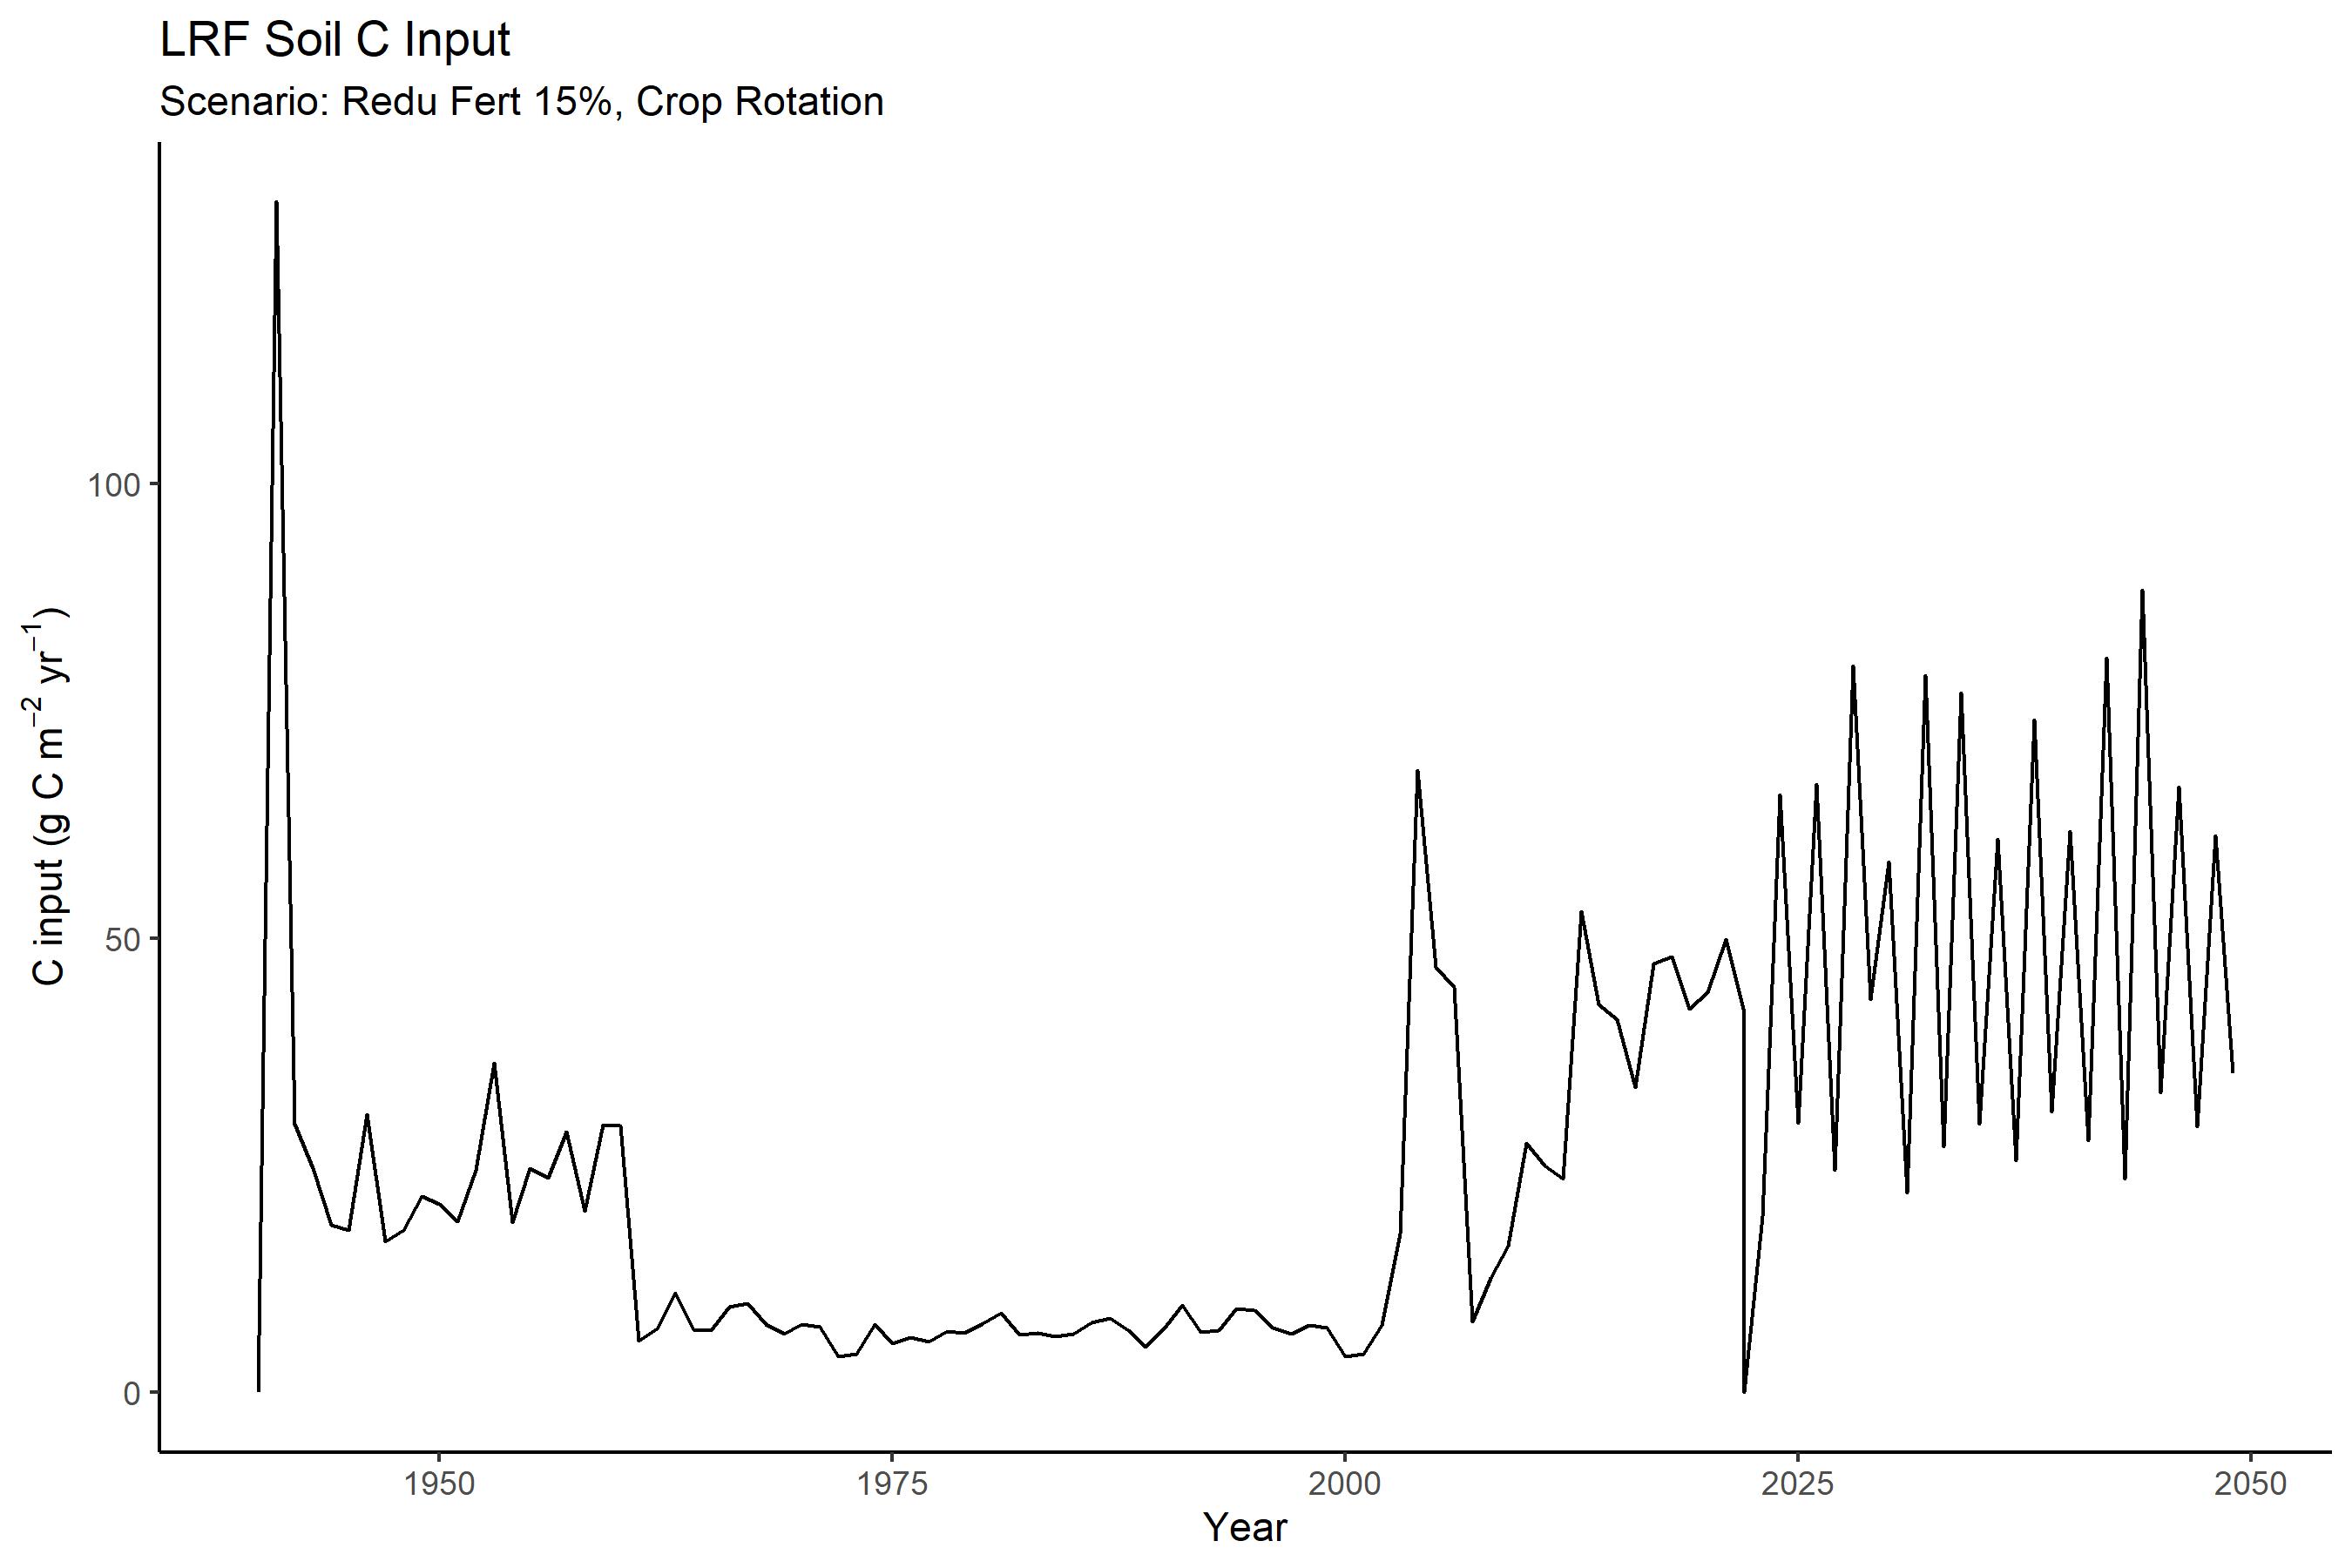 LRF Soil C Input
Scenario: Redu Fert 15%, Crop Rotation
C input (g C m⁻² yr⁻¹)
100
50
0
1950
1975
2000
2025
2050
Year